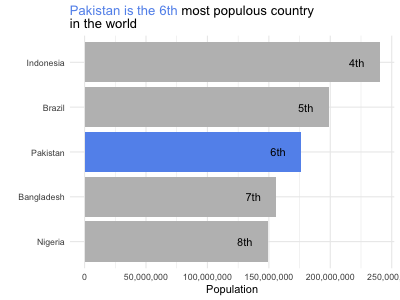 Pakistan is the 6th most populous country
in the world
Indonesia
4th
Brazil
5th
Pakistan
6th
Bangladesh
7th
Nigeria
8th
0 50,000,000 100,000,000 150,000,000 200,000,000 250,000,
Population